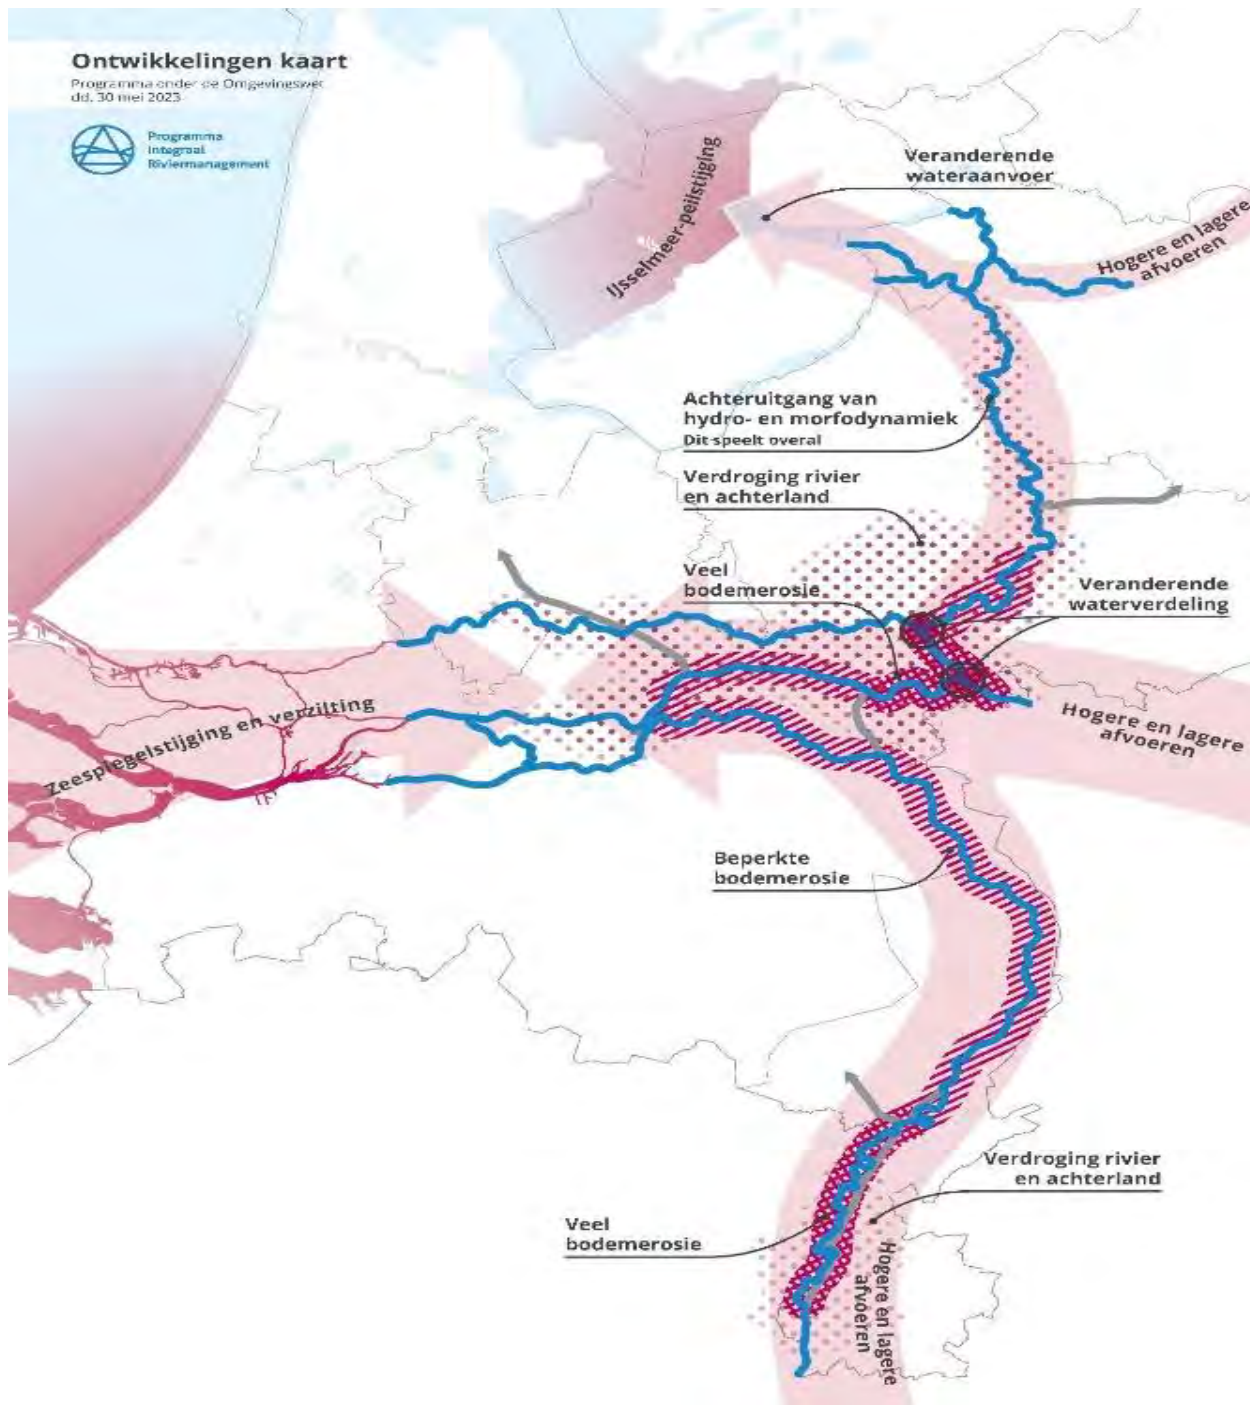 Ontwikkelingen kaart
Programma onder de Omgevingswet
dd. 30 mei 2023
Programma
Integraal
Riviermanagement
IJsselmeer-peilstijging
Veranderende
wateraanvoer
Hogere en lagere
afvoeren
Achteruitgang van
hydro- en morfodynamiek
Dit speelt overal
Verdroging rivier
en achterland
Veel
bodemerosie
Veranderende
waterverdeling
Zeespiegelstijging en verzilting
Hogere en lagere
afvoeren
Beperkte
bodemerosie
Verdroging rivier
en achterland
Veel
bodemerosie
Hogere en lagere
afvoeren